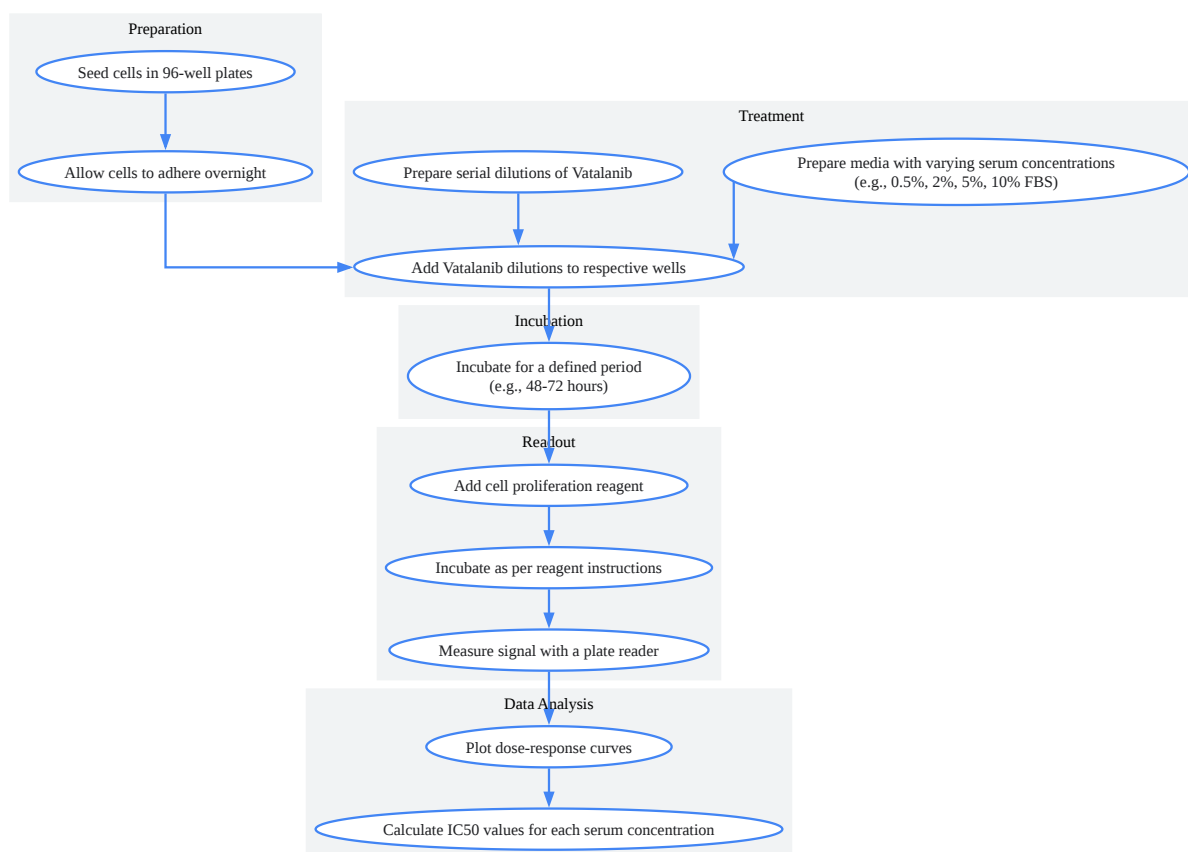 Preparation
Seed cells in 96-well plates
Allow cells to adhere overnight
Treatment
Prepare serial dilutions of Vatalanib
Prepare media with varying serum concentrations
(e.g., 0.5%, 2%, 5%, 10% FBS)
Add Vatalanib dilutions to respective wells
Incubation
Incubate for a defined period
(e.g., 48-72 hours)
Readout
Add cell proliferation reagent
Incubate as per reagent instructions
Measure signal with a plate reader
Data Analysis
Plot dose-response curves
Calculate IC50 values for each serum concentration